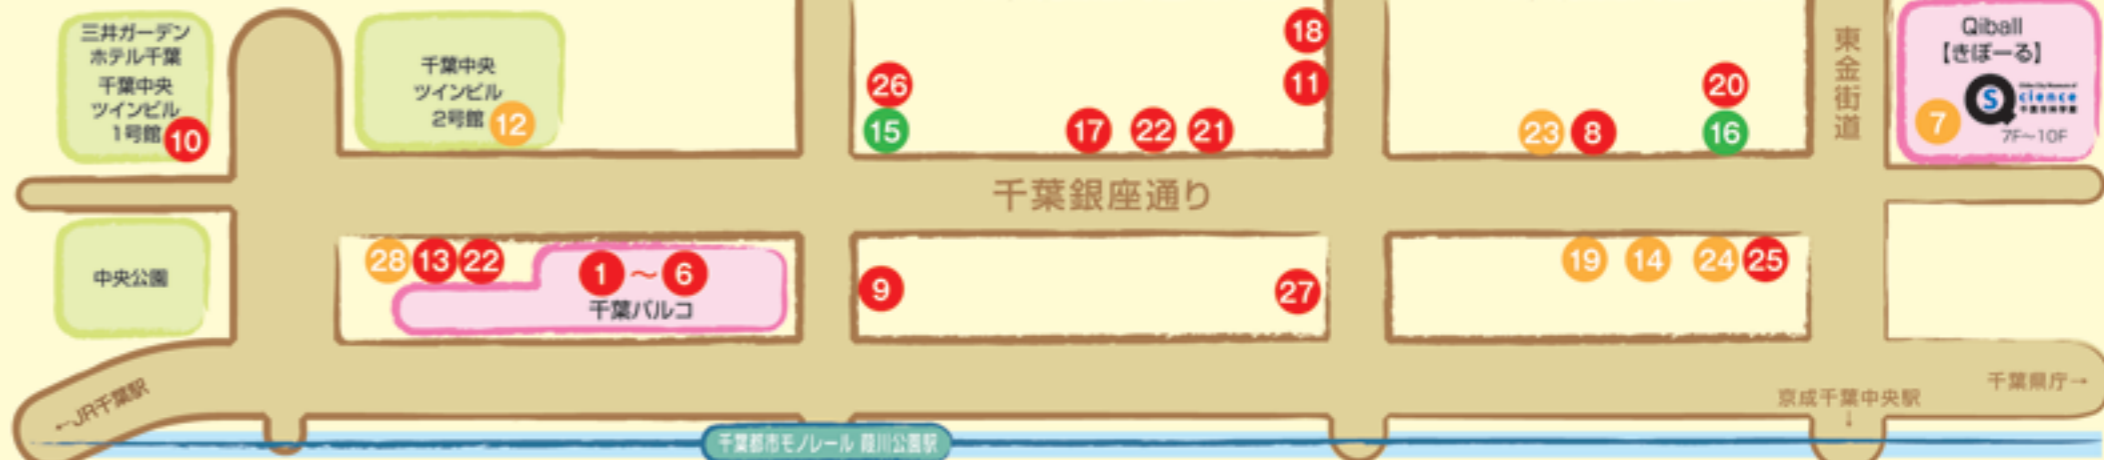 三井ガーデン
ホテル千葉
千葉中央
ツインビル
1号館
10
千葉中央
ツインビル
2号館
12
26
15
17
22
21
18
11
23
8
20
16
東金街道
Qiball
【きぼーる】
7
Science
7F~10F
千葉銀座通り
中央公園
28
13
22
1~6
千葉パルコ
9
27
19
14
24
25
←JR千葉駅
千葉都市モノレール 葭川公園駅
京成千葉中央駅
↓
千葉県庁→